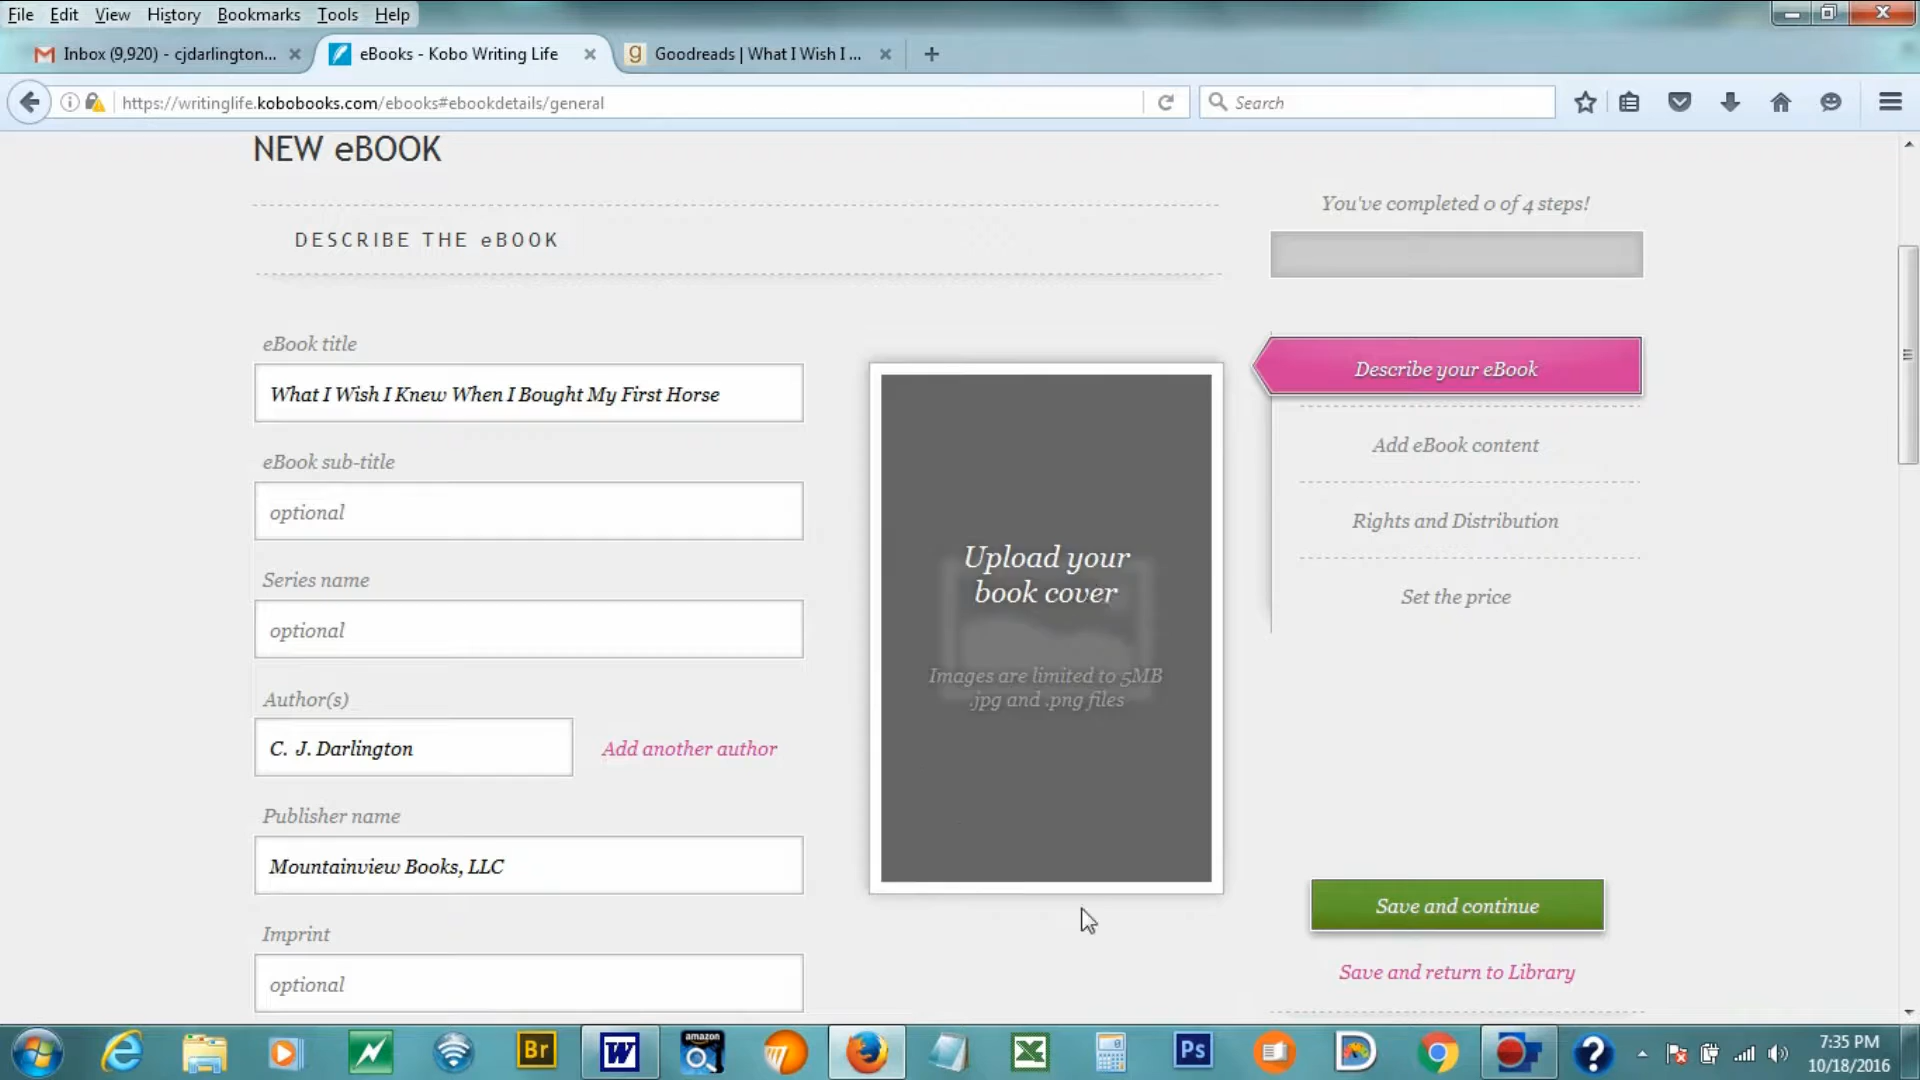 File Edit View History Bookmarks Tools Help
Inbox (9,920) - cjdarlington... eBooks - Kobo Writing Life Goodreads | What I Wish I ...
https://writinglife.kobobooks.com/ebooks#ebookdetails/general Search
NEW eBOOK
You've completed 0 of 4 steps!
DESCRIBE THE eBOOK
eBook title
What I Wish I Knew When I Bought My First Horse
eBook sub-title
optional
Series name
optional
Author(s)
C. J. Darlington Add another author
Publisher name
Mountainview Books, LLC
Imprint
optional
Upload your
book cover
Images are limited to 5MB
.jpg and .png files
Describe your eBook
Add eBook content
Rights and Distribution
Set the price
Save and continue
Save and return to Library
Br
W
amazon
Ps
7:35 PM
10/18/2016